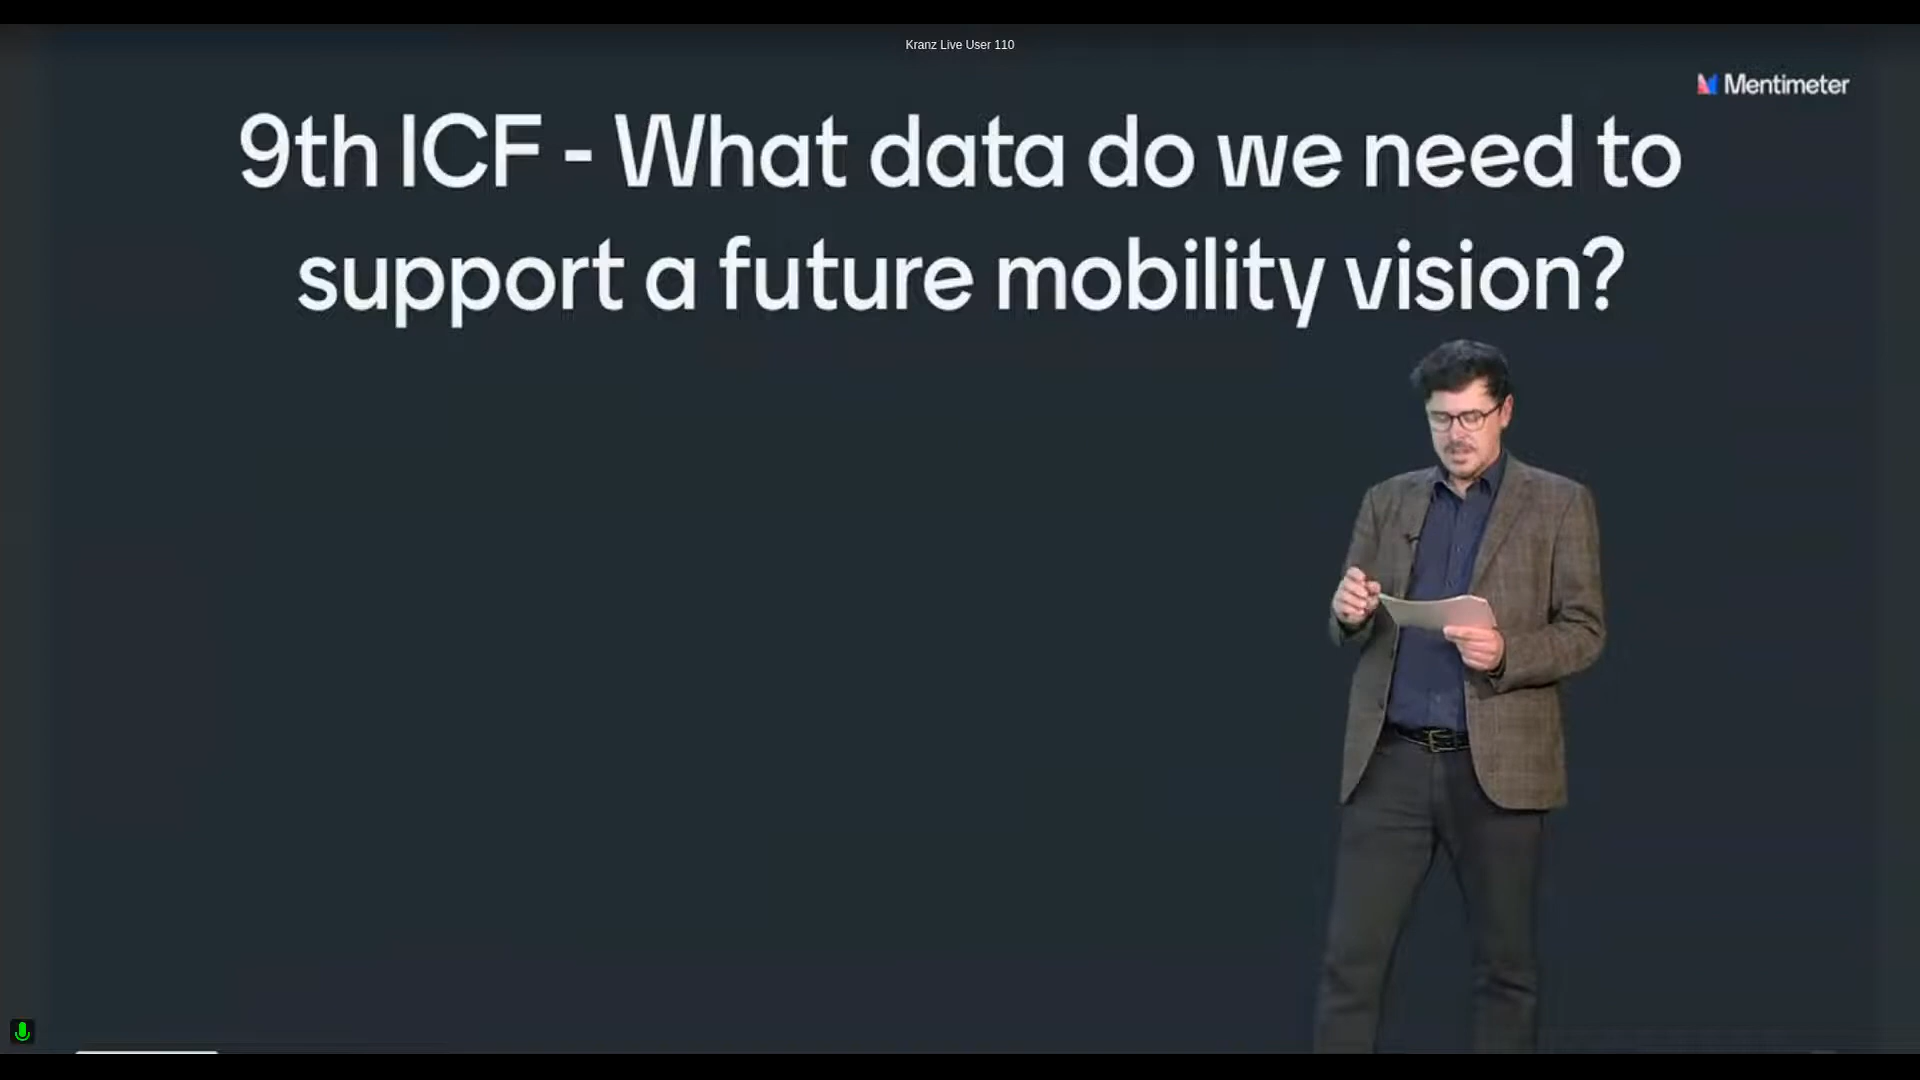 Kranz Live User 110
Mentimeter
9th ICF - What data do we need to
support a future mobility vision?